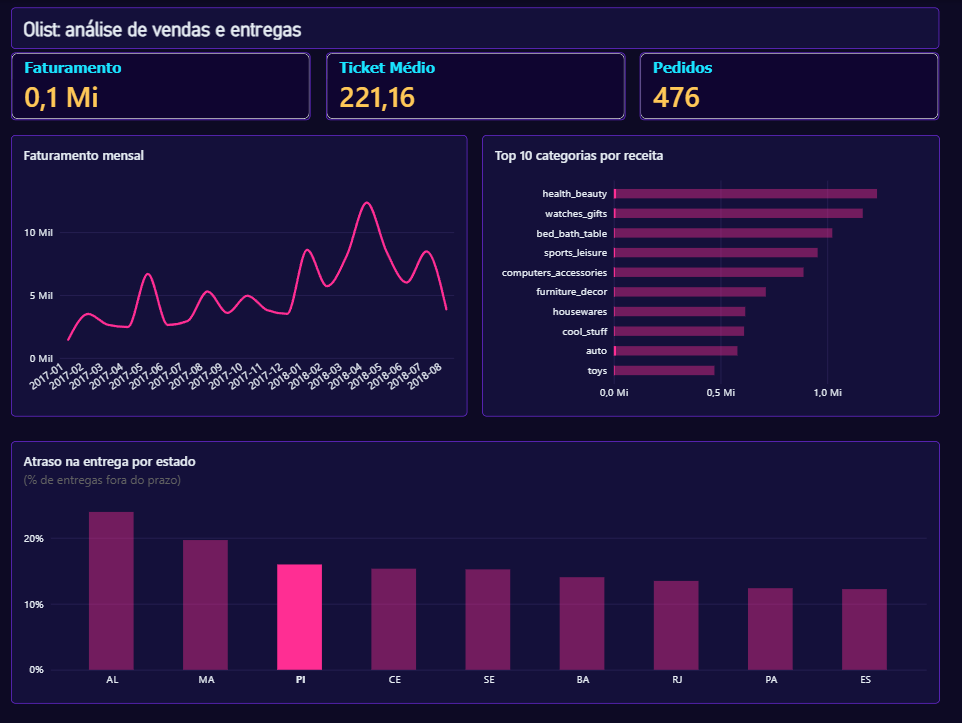 Olist: análise de vendas e entregas
Faturamento
0,1 Mi
Ticket Médio
221,16
Pedidos
476
Faturamento mensal
10 Mil
5 Mil
0 Mil
2017-01
2017-02
2017-03
2017-04
2017-05
2017-06
2017-07
2017-08
2017-09
2017-10
2017-11
2017-12
2018-01
2018-02
2018-03
2018-04
2018-05
2018-06
2018-07
2018-08
Top 10 categorias por receita
health_beauty
watches_gifts
bed_bath_table
sports_leisure
computers_accessories
furniture_decor
housewares
cool_stuff
auto
toys
0,0 Mi 0,5 Mi 1,0 Mi
Atraso na entrega por estado
(% de entregas fora do prazo)
20%
10%
0%
AL MA PI CE SE BA RJ PA ES